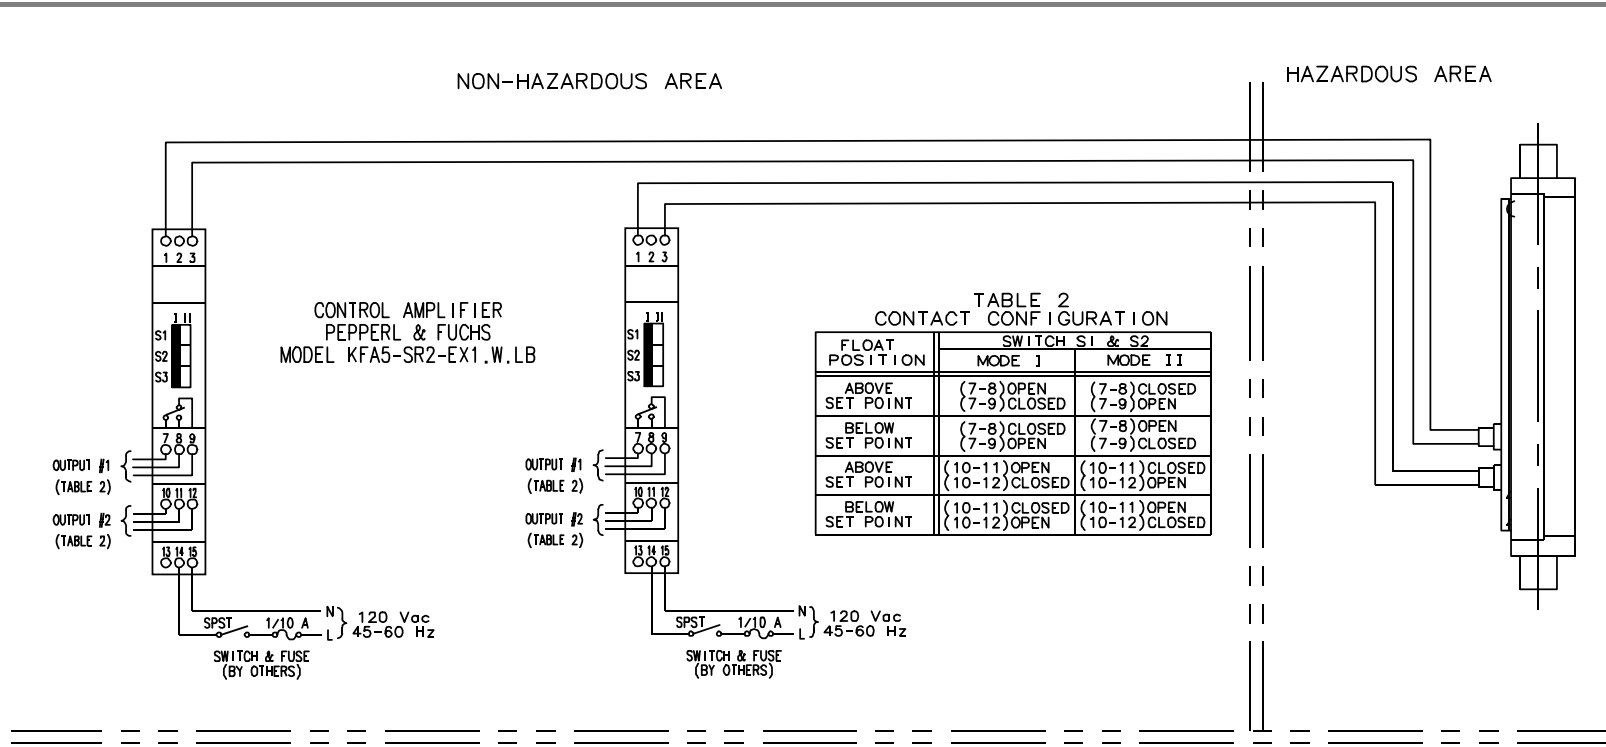 NON-HAZARDOUS AREA
HAZARDOUS AREA
1 2 3
I II
S1
S2
S3
7 8 9
OUTPUT #1
(TABLE 2)
10 11 12
OUTPUT #2
(TABLE 2)
13 14 15
N
SPST
1/10 A
L
120 Vac
45-60 Hz
SWITCH & FUSE
(BY OTHERS)
CONTROL AMPLIFIER
PEPPERL & FUCHS
MODEL KFA5-SR2-EX1.W.LB
1 2 3
I II
S1
S2
S3
7 8 9
OUTPUT #1
(TABLE 2)
10 11 12
OUTPUT #2
(TABLE 2)
13 14 15
N
SPST
1/10 A
L
120 Vac
45-60 Hz
SWITCH & FUSE
(BY OTHERS)
TABLE 2
CONTACT CONFIGURATION
FLOAT
POSITION
SWITCH S1 & S2
MODE I
MODE II
ABOVE
SET POINT
(7-8)OPEN
(7-9)CLOSED
(7-8)CLOSED
(7-9)OPEN
BELOW
SET POINT
(7-8)CLOSED
(7-9)OPEN
(7-8)OPEN
(7-9)CLOSED
ABOVE
SET POINT
(10-11)OPEN
(10-12)CLOSED
(10-11)CLOSED
(10-12)OPEN
BELOW
SET POINT
(10-11)CLOSED
(10-12)OPEN
(10-11)OPEN
(10-12)CLOSED